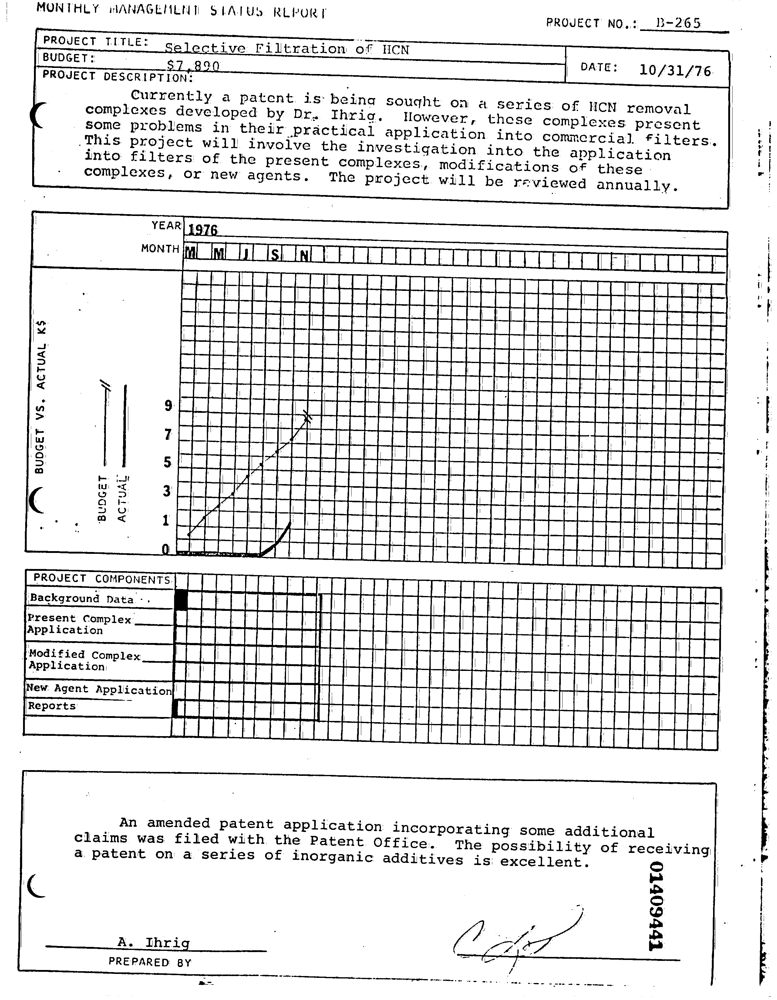 MONTHLY MANAGEMENT STATUS REPORT
PROJECT NO.: B-265
PROJECT TITLE: Selective Filtration of HCN
BUDGET: $7,890
DATE: 10/31/76
PROJECT DESCRIPTION:
Currently a patent is being sought on a series of HCN removal
complexes developed by Dr. Ihrig. However, these complexes present
some problems in their practical application into commercial filters.
This project will involve the investigation into the application
into filters of the present complexes, modifications of these
complexes, or new agents. The project will be reviewed annually.
YEAR 1976
MONTH M M J S N
BUDGET VS. ACTUAL K$
BUDGET
ACTUAL
9
7
5
3
1
0
PROJECT COMPONENTS
Background Data
Present Complex
Application
Modified Complex
Application
New Agent Application
Reports
An amended patent application incorporating some additional
claims was filed with the Patent Office. The possibility of receiving
a patent on a series of inorganic additives is excellent.
01409441
A. Ihrig
PREPARED BY